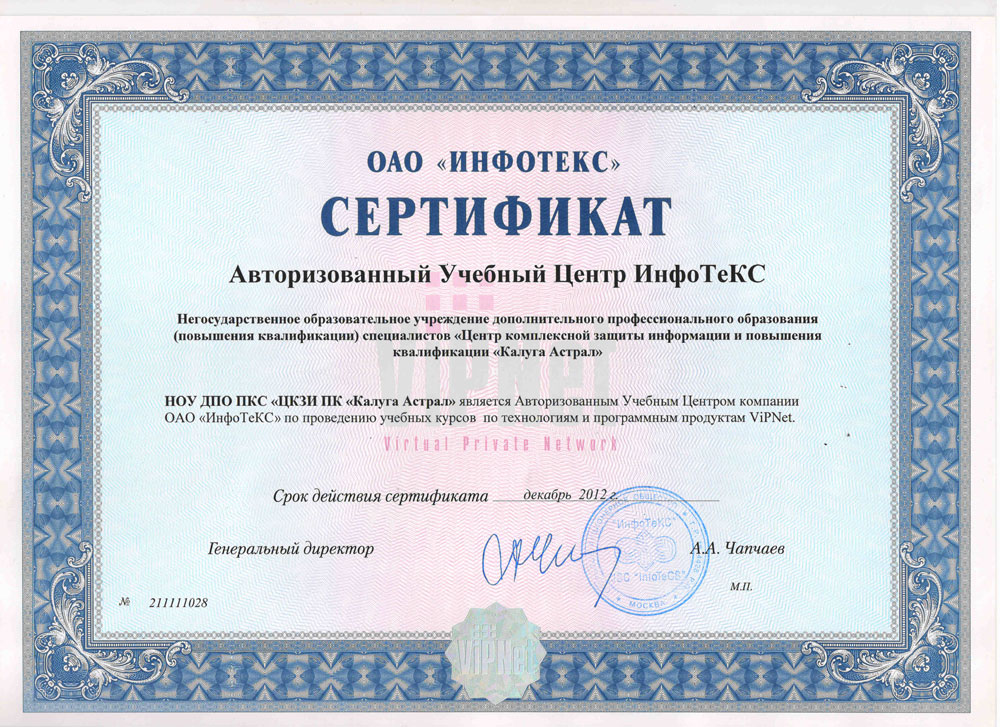 ОАО «ИНФОТЕКС»
СЕРТИФИКАТ
Авторизованный Учебный Центр ИнфоТеКС
Негосударственное образовательное учреждение дополнительного профессионального образования
(повышения квалификации) специалистов «Центр комплексной защиты информации и повышения
квалификации «Калуга Астрал»
ViPNet
НОУ ДПО ПКС «ЦКЗИ ПК «Калуга Астрал» является Авторизованным Учебным Центром компании
ОАО «ИнфоТеКС» по проведению учебных курсов по технологиям и программным продуктам ViPNet.
Virtual Private Network
Срок действия сертификата декабрь 2012 г.
"ИнфоТеКС"
"InfoTeCS"
МОСКВА
Генеральный директор А.А. Чапчаев
М.П.
№ 211111028
ViPNet